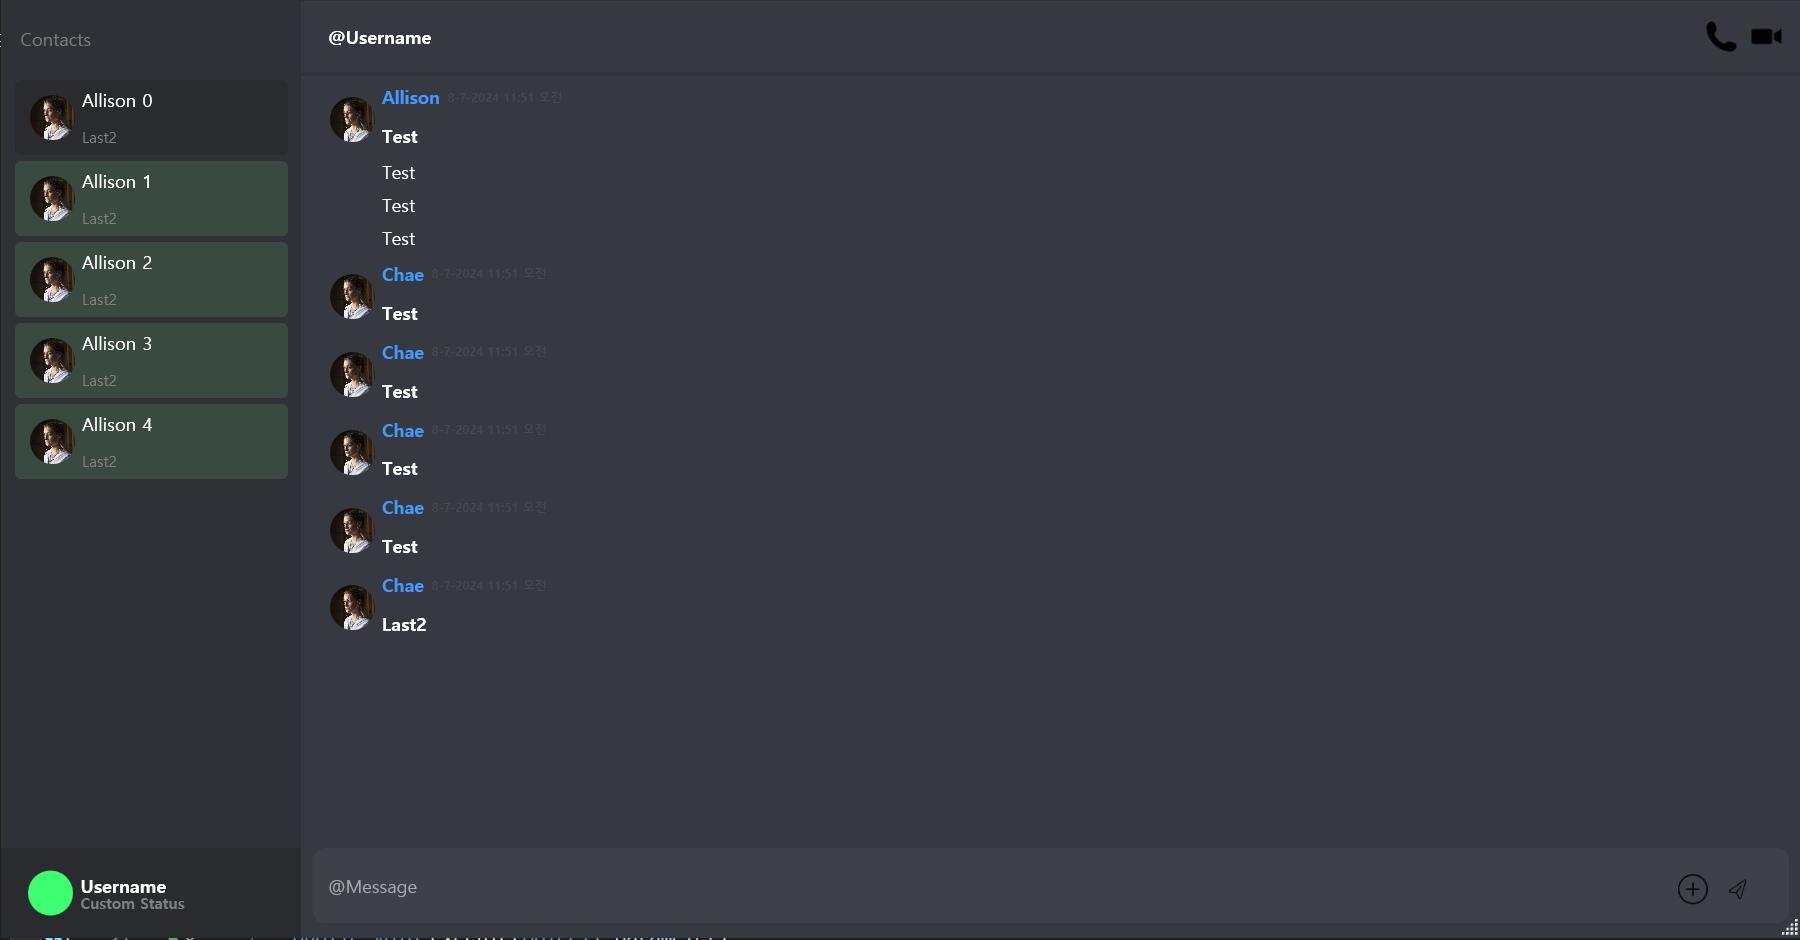 Contacts
Allison 0
Last2
Allison 1
Last2
Allison 2
Last2
Allison 3
Last2
Allison 4
Last2
Username
Custom Status
@Username
Allison 8-7-2024 11:51 오전
Test
Test
Test
Test
Chae 8-7-2024 11:51 오전
Test
Chae 8-7-2024 11:51 오전
Test
Chae 8-7-2024 11:51 오전
Test
Chae 8-7-2024 11:51 오전
Test
Chae 8-7-2024 11:51 오전
Last2
@Message